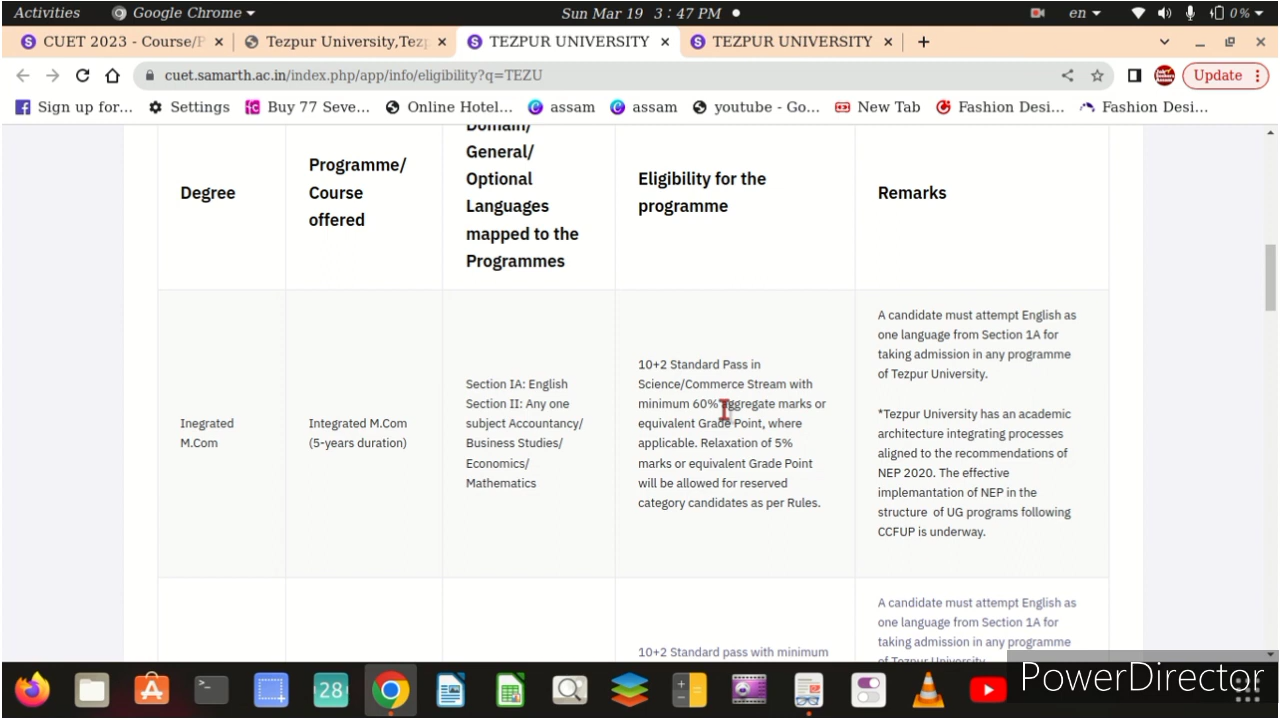 Activities
Google Chrome
Sun Mar 19 3:47 PM
en
0%
CUET 2023 - Course/P
Tezpur University,Tezp
TEZPUR UNIVERSITY
TEZPUR UNIVERSITY
cuet.samarth.ac.in/index.php/app/info/eligibility?q=TEZU
Update
Sign up for...
Settings
Buy 77 Seve...
Online Hotel...
assam
assam
youtube - Go...
New Tab
Fashion Desi...
Fashion Desi...
Degree
Programme/
Course
offered
Domain/
General/
Optional
Languages
mapped to the
Programmes
Eligibility for the
programme
Remarks
Inegrated
M.Com
Integrated M.Com
(5-years duration)
Section IA: English
Section II: Any one
subject Accountancy/
Business Studies/
Economics/
Mathematics
10+2 Standard Pass in
Science/Commerce Stream with
minimum 60% aggregate marks or
equivalent Grade Point, where
applicable. Relaxation of 5%
marks or equivalent Grade Point
will be allowed for reserved
category candidates as per Rules.
A candidate must attempt English as
one language from Section 1A for
taking admission in any programme
of Tezpur University.
*Tezpur University has an academic
architecture integrating processes
aligned to the recommendations of
NEP 2020. The effective
implemantation of NEP in the
structure of UG programs following
CCFUP is underway.
10+2 Standard pass with minimum
A candidate must attempt English as
one language from Section 1A for
taking admission in any programme
of Tezpur University
28
PowerDirector